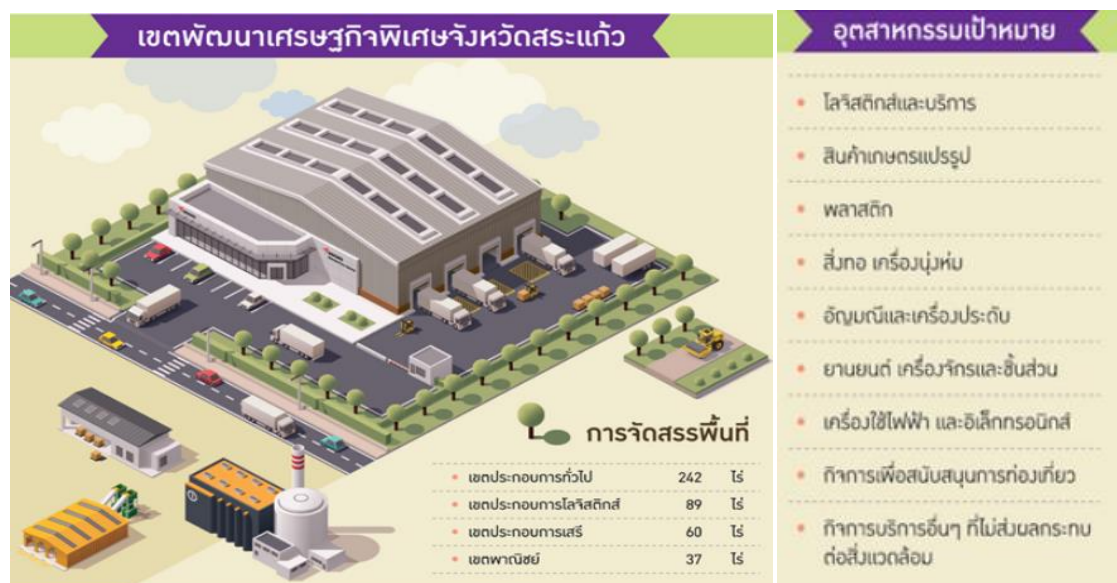 เขตพัฒนาเศรษฐกิจพิเศษจังหวัดสระแก้ว
การจัดสรรพื้นที่
เขตประกอบการทั่วไป 242 ไร่
เขตประกอบการโลจิสติกส์ 89 ไร่
เขตประกอบการเสรี 60 ไร่
เขตพาณิชย์ 37 ไร่
อุตสาหกรรมเป้าหมาย
โลจิสติกส์และบริการ
สินค้าเกษตรแปรรูป
พลาสติก
สิ่งทอ เครื่องนุ่งห่ม
อัญมณีและเครื่องประดับ
ยานยนต์ เครื่องจักรและชิ้นส่วน
เครื่องใช้ไฟฟ้า และอิเล็กทรอนิกส์
กิจการเพื่อสนับสนุนการท่องเที่ยว
กิจการบริการอื่นๆ ที่ไม่ส่งผลกระทบ
ต่อสิ่งแวดล้อม